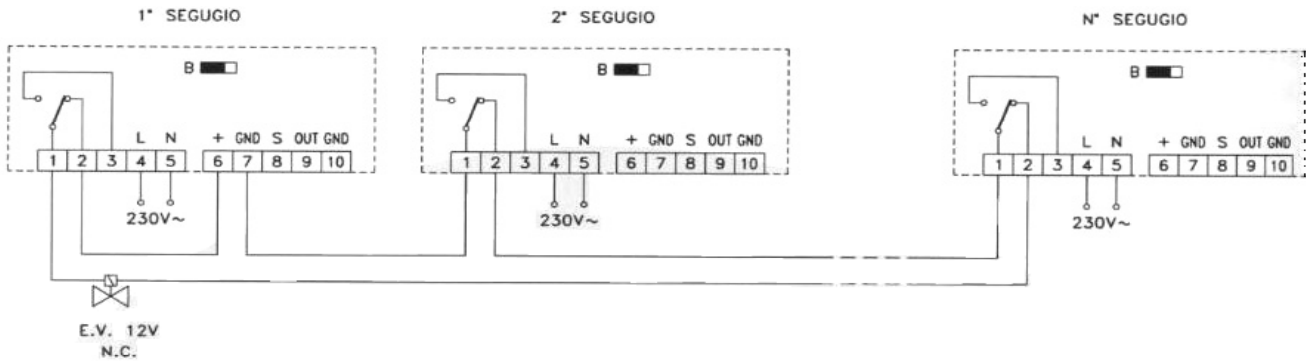 1° SEGUGIO 2° SEGUGIO N° SEGUGIO
B B B
L N + GND S OUT GND L N + GND S OUT GND L N + GND S OUT GND
1 2 3 4 5 6 7 8 9 10 1 2 3 4 5 6 7 8 9 10 1 2 3 4 5 6 7 8 9 10
230V~ 230V~ 230V~
E.V. 12V
N.C.